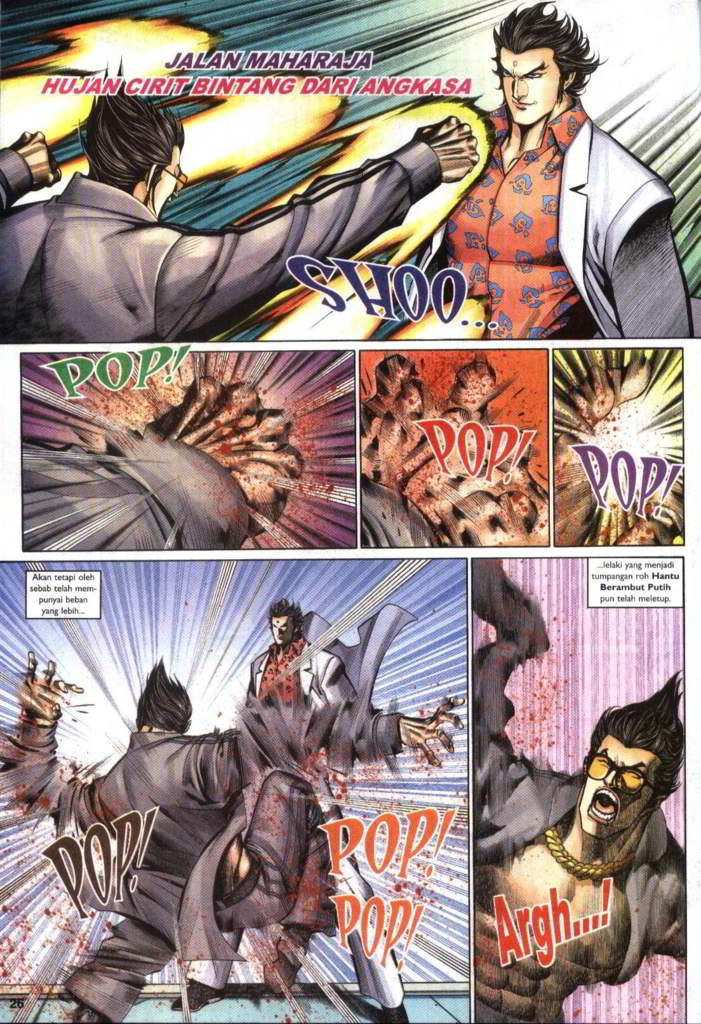 JALAN MAHARAJA
HUJAN CIRIT BINTANG DARI ANGKASA
SHOO...
POP!
POP!
POP!
Akan tetapi oleh
sebab telah mem-
punyai beban
yang lebih...
POP!
POP!
POP!
...lelaki yang menjadi
tumpangan roh Hantu
Berambut Putih
pun telah meletup.
Argh...!
26